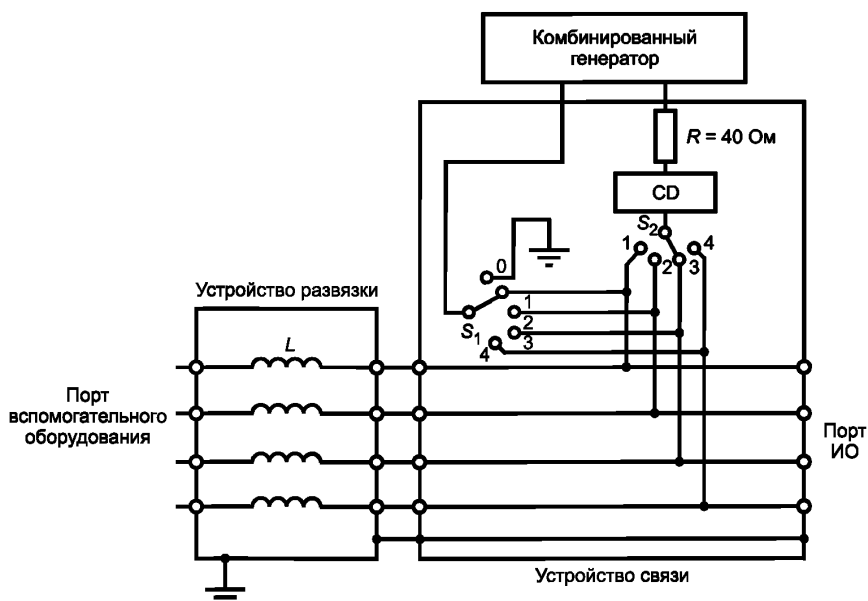 Комбинированный
генератор
R = 40 Ом
CD
S2
1
4
2
3
0
Устройство развязки
1
S1
2
3
4
L
Порт
вспомогательного
оборудования
Порт
ИО
Устройство связи